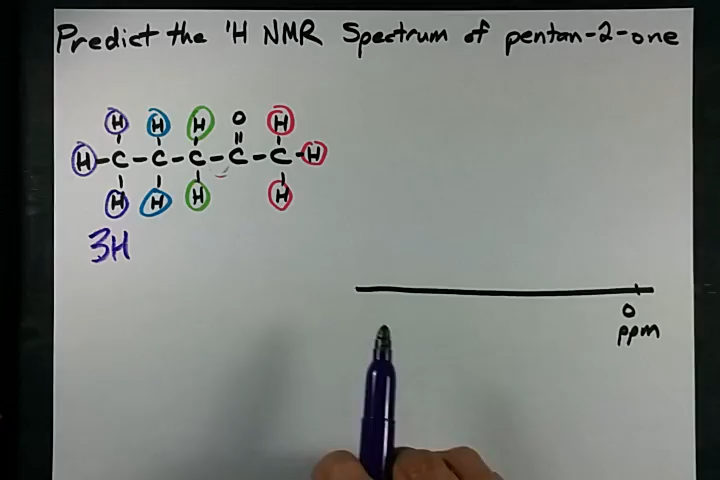 Predict the 'H NMR Spectrum of pentan-2-one
H H H O H
H-C-C-C-C-C-H
H H H H
3H
0
ppm